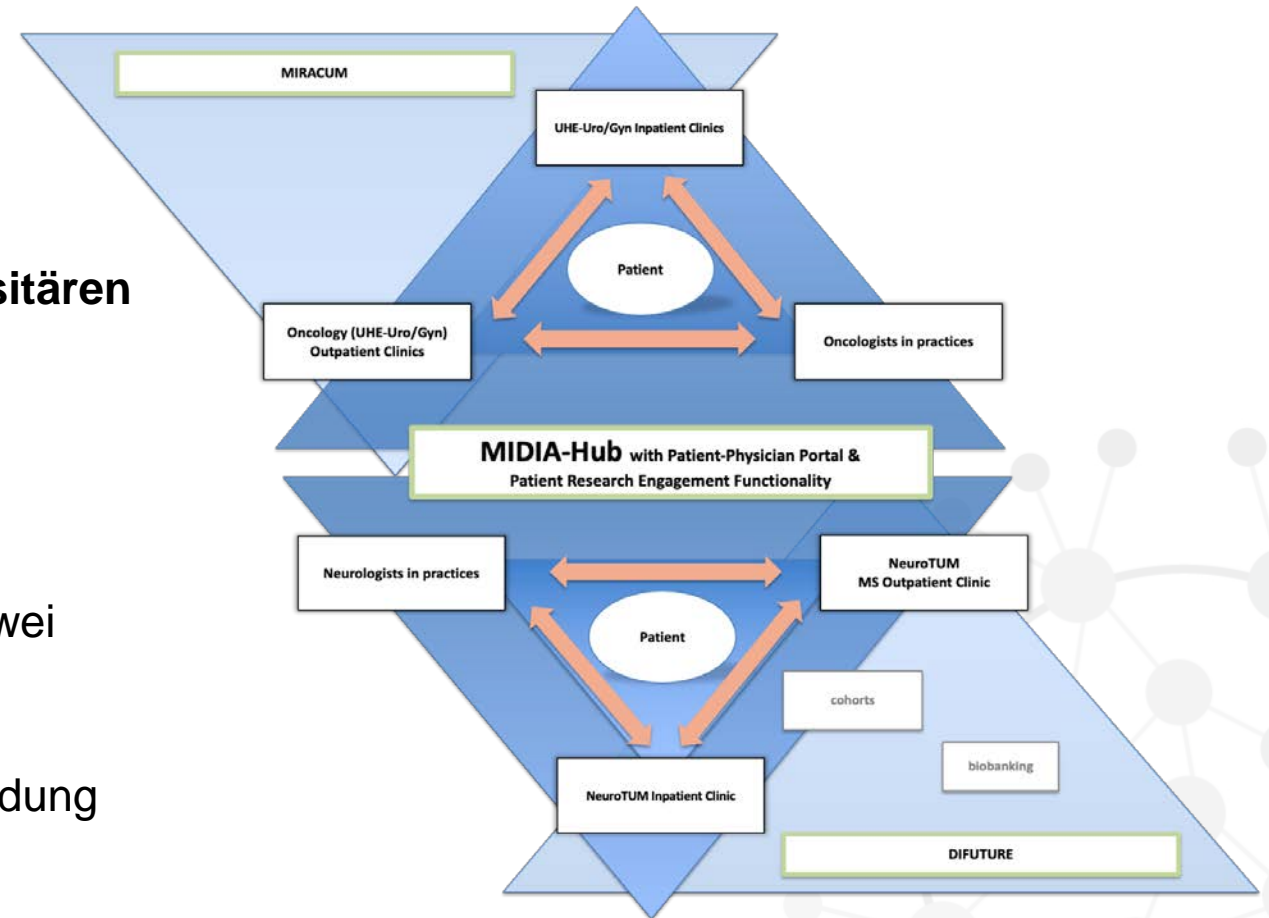 MIRACUM
UHE-Uro/Gyn Inpatient Clinics
Patient
sitären
Oncology (UHE-Uro/Gyn)
Outpatient Clinics
Oncologists in practices
MIDIA-Hub with Patient-Physician Portal &
Patient Research Engagement Functionality
Neurologists in practices
NeuroTUM
MS Outpatient Clinic
wei
Patient
cohorts
biobanking
dung
NeuroTUM Inpatient Clinic
DIFUTURE